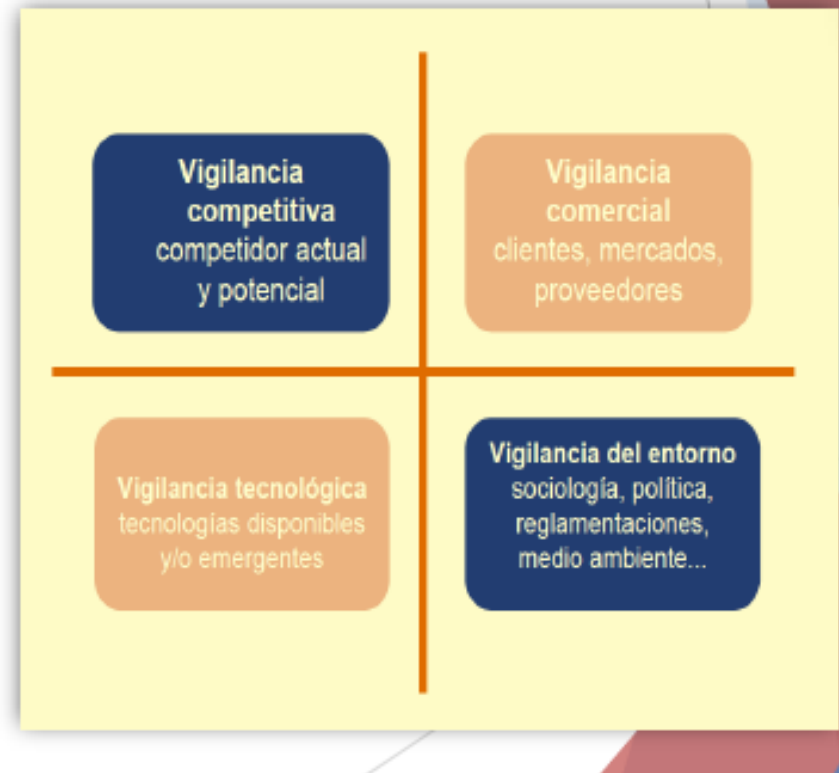 Vigilancia
competitiva
competidor actual
y potencial
Vigilancia
comercial
clientes, mercados,
proveedores
Vigilancia tecnológica
tecnologías disponibles
y/o emergentes
Vigilancia del entorno
sociología, política,
reglamentaciones,
medio ambiente...